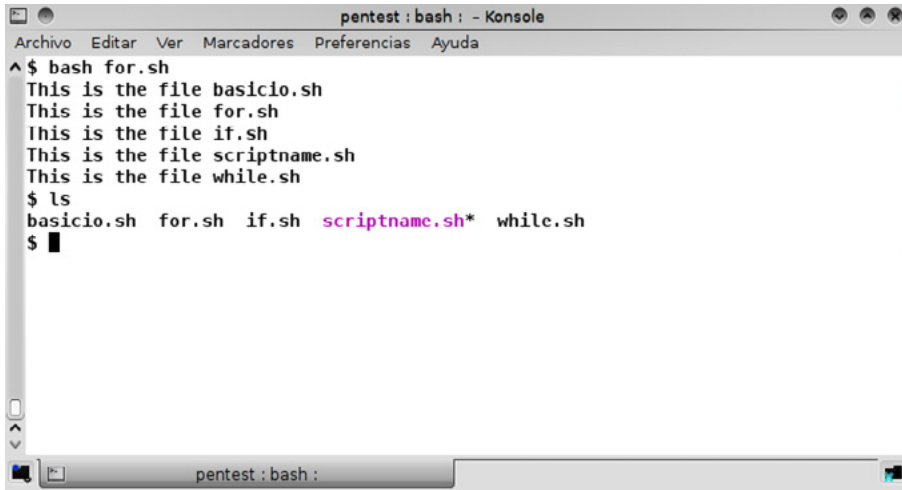 pentest : bash : – Konsole
Archivo Editar Ver Marcadores Preferencias Ayuda
$ bash for.sh
This is the file basicio.sh
This is the file for.sh
This is the file if.sh
This is the file scriptname.sh
This is the file while.sh
$ ls
basicio.sh for.sh if.sh scriptname.sh* while.sh
$
pentest : bash :